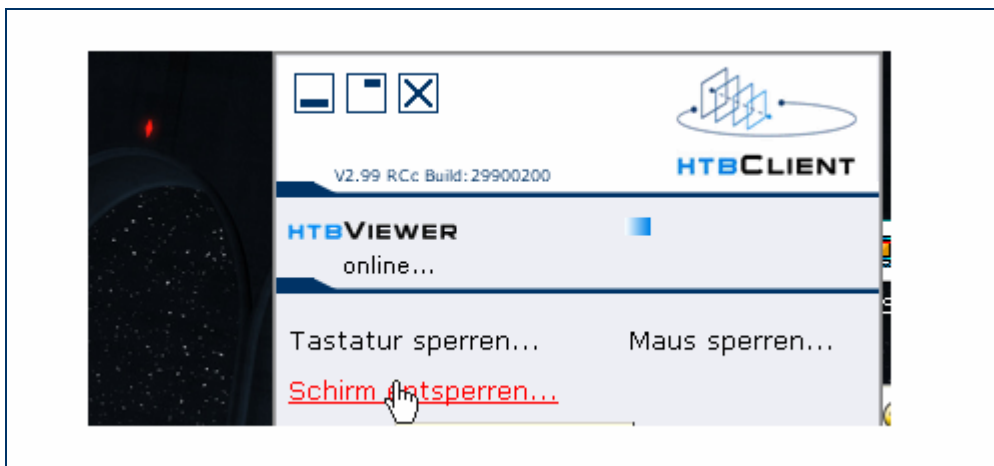 HTBCLIENT
V2.99 RCc Build: 29900200
HTBVIEWER
online...
Tastatur sperren... Maus sperren...
Schirm entsperren...